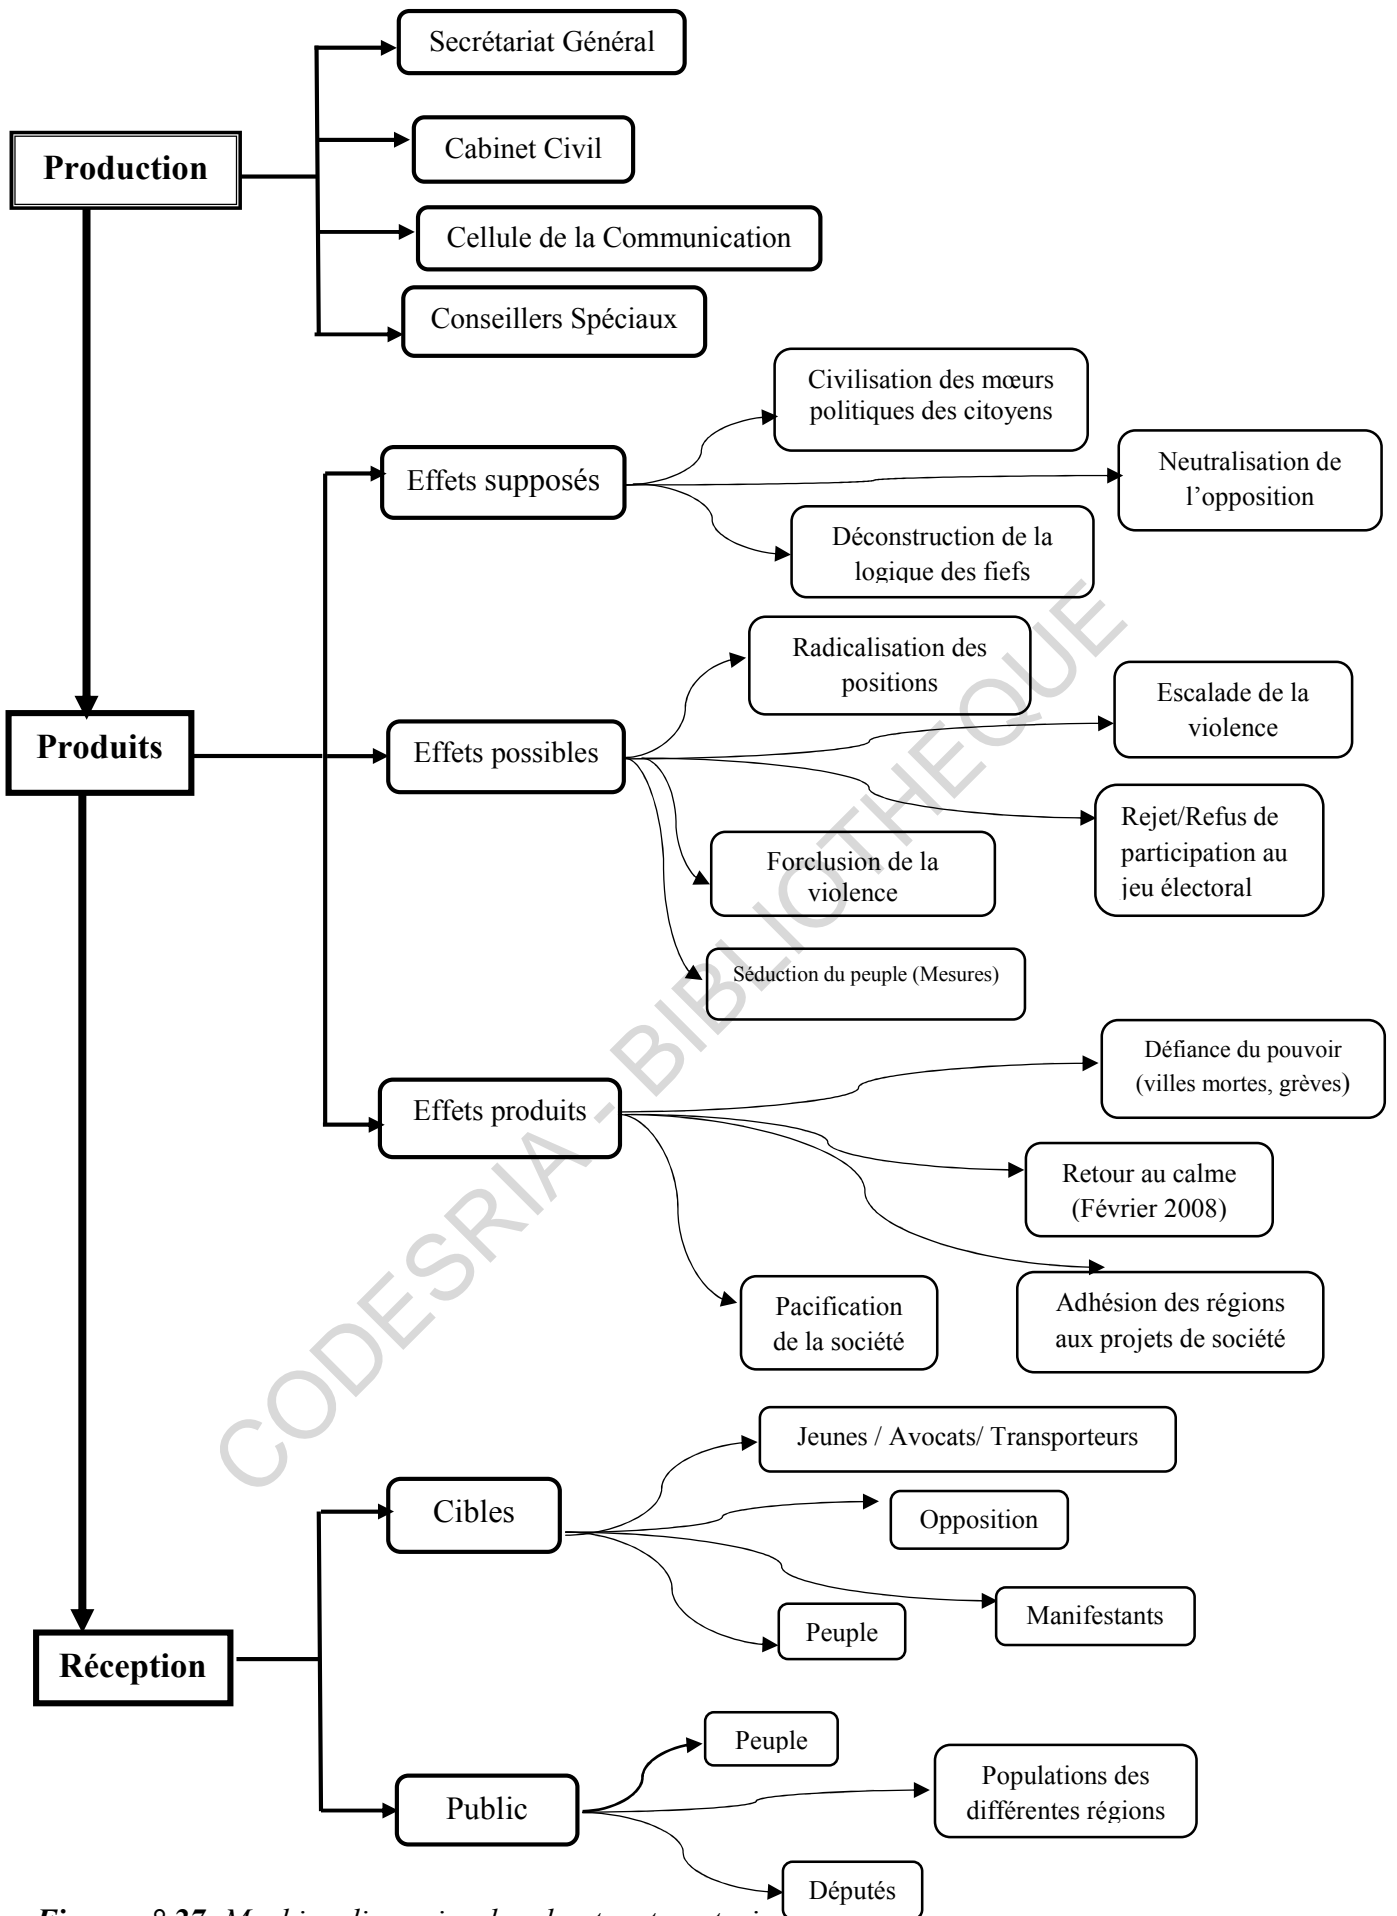 Secrétariat Général
Production
Cabinet Civil
Cellule de la Communication
Conseillers Spéciaux
Civilisation des mœurs
politiques des citoyens
Effets supposés
Neutralisation de
l’opposition
Déconstruction de la
logique des fiefs
Radicalisation des
positions
Escalade de la
violence
Produits
Effets possibles
Rejet/Refus de
participation au
jeu électoral
Forclusion de la
violence
Séduction du peuple (Mesures)
Défiance du pouvoir
(villes mortes, grèves)
Effets produits
Retour au calme
(Février 2008)
Pacification
de la société
Adhésion des régions
aux projets de société
Jeunes / Avocats/ Transporteurs
Cibles
Opposition
Manifestants
Peuple
Réception
Peuple
Public
Populations des
différentes régions
Députés
CODESRIA - BIBLIOTHEQUE